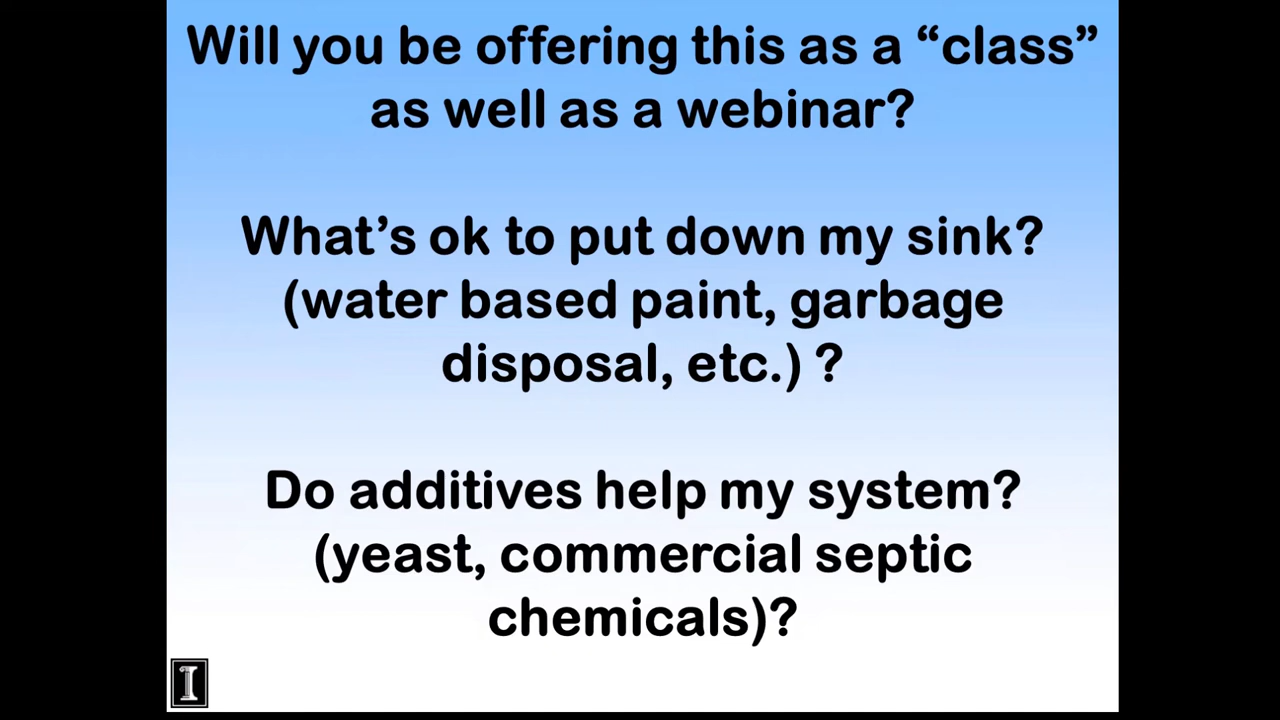 Will you be offering this as a “class”
as well as a webinar?
What’s ok to put down my sink?
(water based paint, garbage
disposal, etc.) ?
Do additives help my system?
(yeast, commercial septic
chemicals)?
I